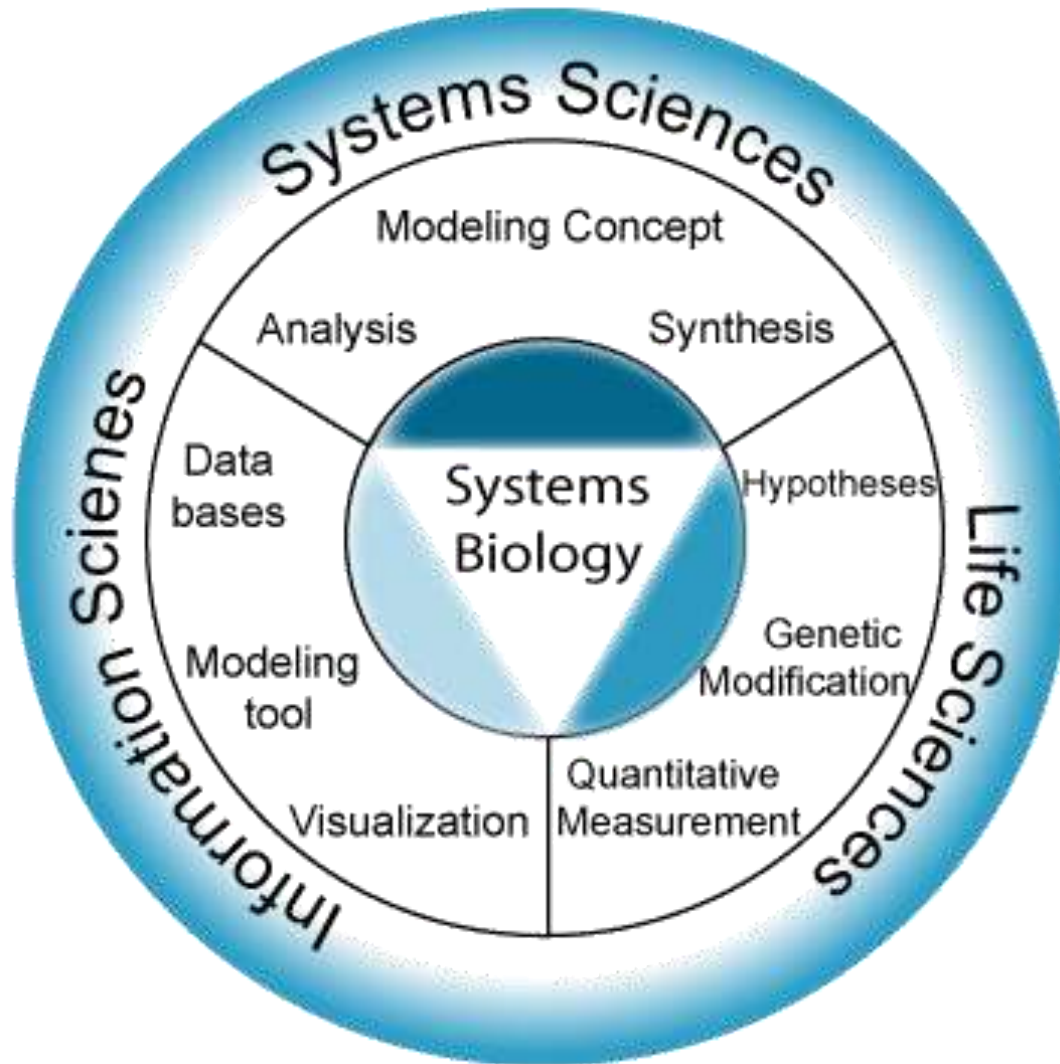 Systems Sciences
Modeling Concept
Analysis
Synthesis
Data
bases
Systems
Biology
Hypotheses
Information Scienes
Life Sciences
Modeling
tool
Genetic
Modification
Visualization
Quantitative
Measurement